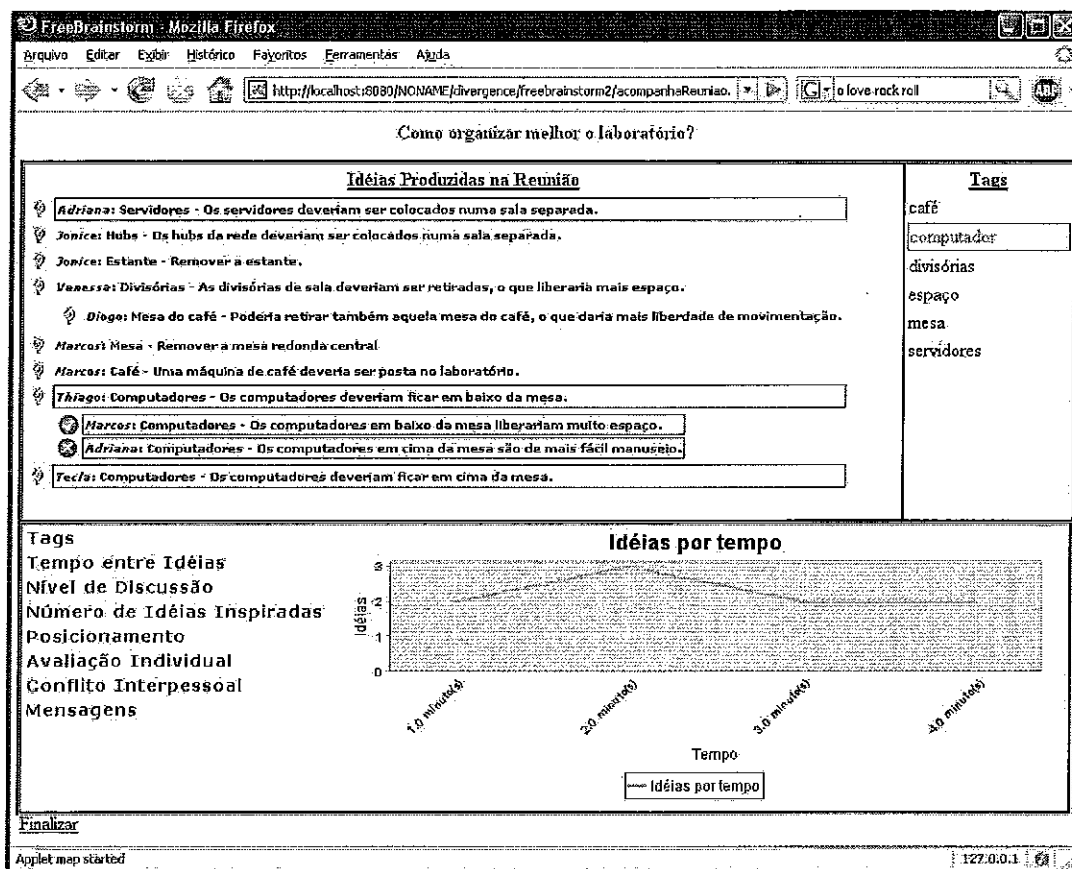 FreeBrainstorm - Mozilla Firefox
Arquivo Editar Exibir Histórico Favoritos Ferramentas Ajuda
http://localhost:8080/NONAME/divergence/freebrainstorm2/acompanhaReuniao. G o love rock roll ABP
Como organizar melhor o laboratório?
Idéias Produzidas na Reunião
Adriana: Servidores - Os servidores deveriam ser colocados numa sala separada.
Jonice: Hubs - Os hubs da rede deveriam ser colocados numa sala separada.
Jonice: Estante - Remover a estante.
Vanessa: Divisórias - As divisórias de sala deveriam ser retiradas, o que liberaria mais espaço.
Diogo: Mesa do café - Poderia retirar também aquela mesa do café, o que daria mais liberdade de movimentação.
Marcos: Mesa - Remover a mesa redonda central
Marcos: Café - Uma máquina de café deveria ser posta no laboratório.
Thiago: Computadores - Os computadores deveriam ficar em baixo da mesa.
Marcos: Computadores - Os computadores em baixo da mesa liberariam muito espaço.
Adriana: Computadores - Os computadores em cima da mesa são de mais fácil manuseio.
Tecla: Computadores - Os computadores deveriam ficar em cima da mesa.
Tags
café
computador
divisórias
espaço
mesa
servidores
Tags
Tempo entre Idéias
Nível de Discussão
Número de Idéias Inspiradas
Posicionamento
Avaliação Individual
Conflito Interpessoal
Mensagens
Idéias por tempo
Idéias
3
2
1
0
1.0 minuto(s)
2.0 minuto(s)
3.0 minuto(s)
4.0 minuto(s)
Tempo
Idéias por tempo
Finalizar
Applet map started 127.0.0.1